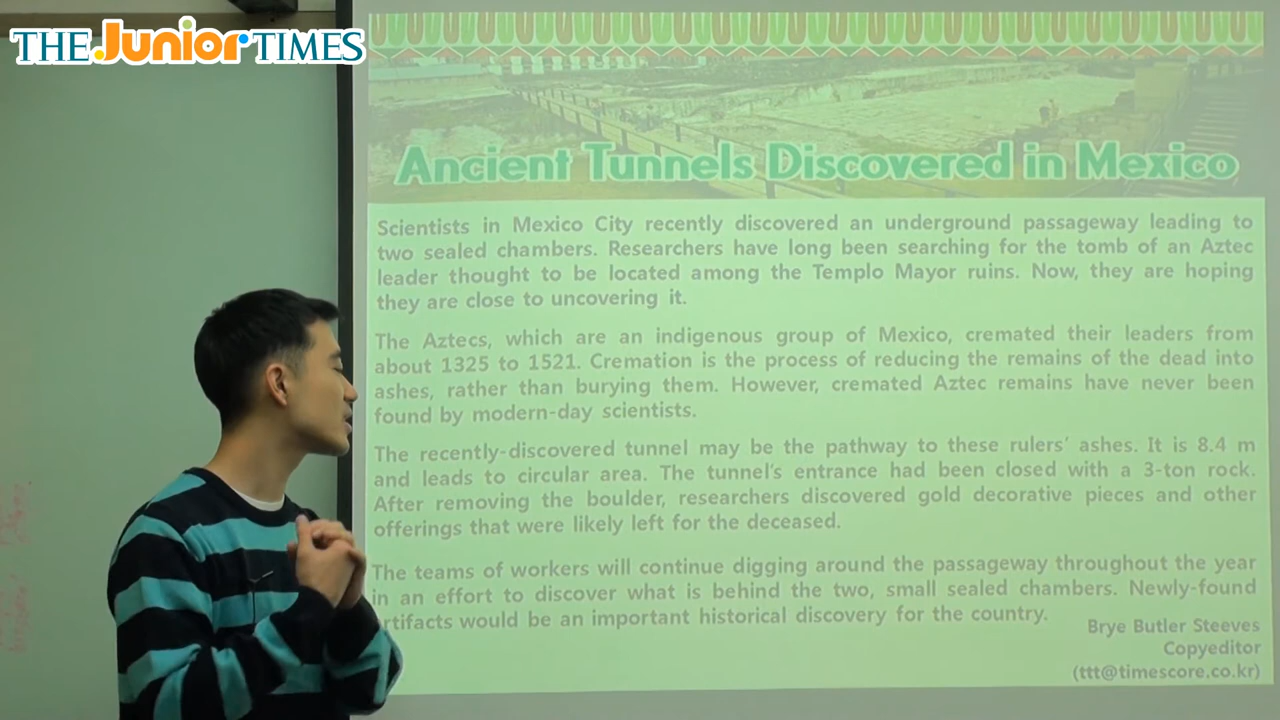 THE Junior TIMES
Ancient Tunnels Discovered in Mexico
Scientists in Mexico City recently discovered an underground passageway leading to
two sealed chambers. Researchers have long been searching for the tomb of an Aztec
leader thought to be located among the Templo Mayor ruins. Now, they are hoping
they are close to uncovering it.
The Aztecs, which are an indigenous group of Mexico, cremated their leaders from
about 1325 to 1521. Cremation is the process of reducing the remains of the dead into
ashes, rather than burying them. However, cremated Aztec remains have never been
found by modern-day scientists.
The recently-discovered tunnel may be the pathway to these rulers’ ashes. It is 8.4 m
and leads to circular area. The tunnel’s entrance had been closed with a 3-ton rock.
After removing the boulder, researchers discovered gold decorative pieces and other
offerings that were likely left for the deceased.
The teams of workers will continue digging around the passageway throughout the year
in an effort to discover what is behind the two, small sealed chambers. Newly-found
rtifacts would be an important historical discovery for the country.
Brye Butler Steeves
Copyeditor
(ttt@timescore.co.kr)